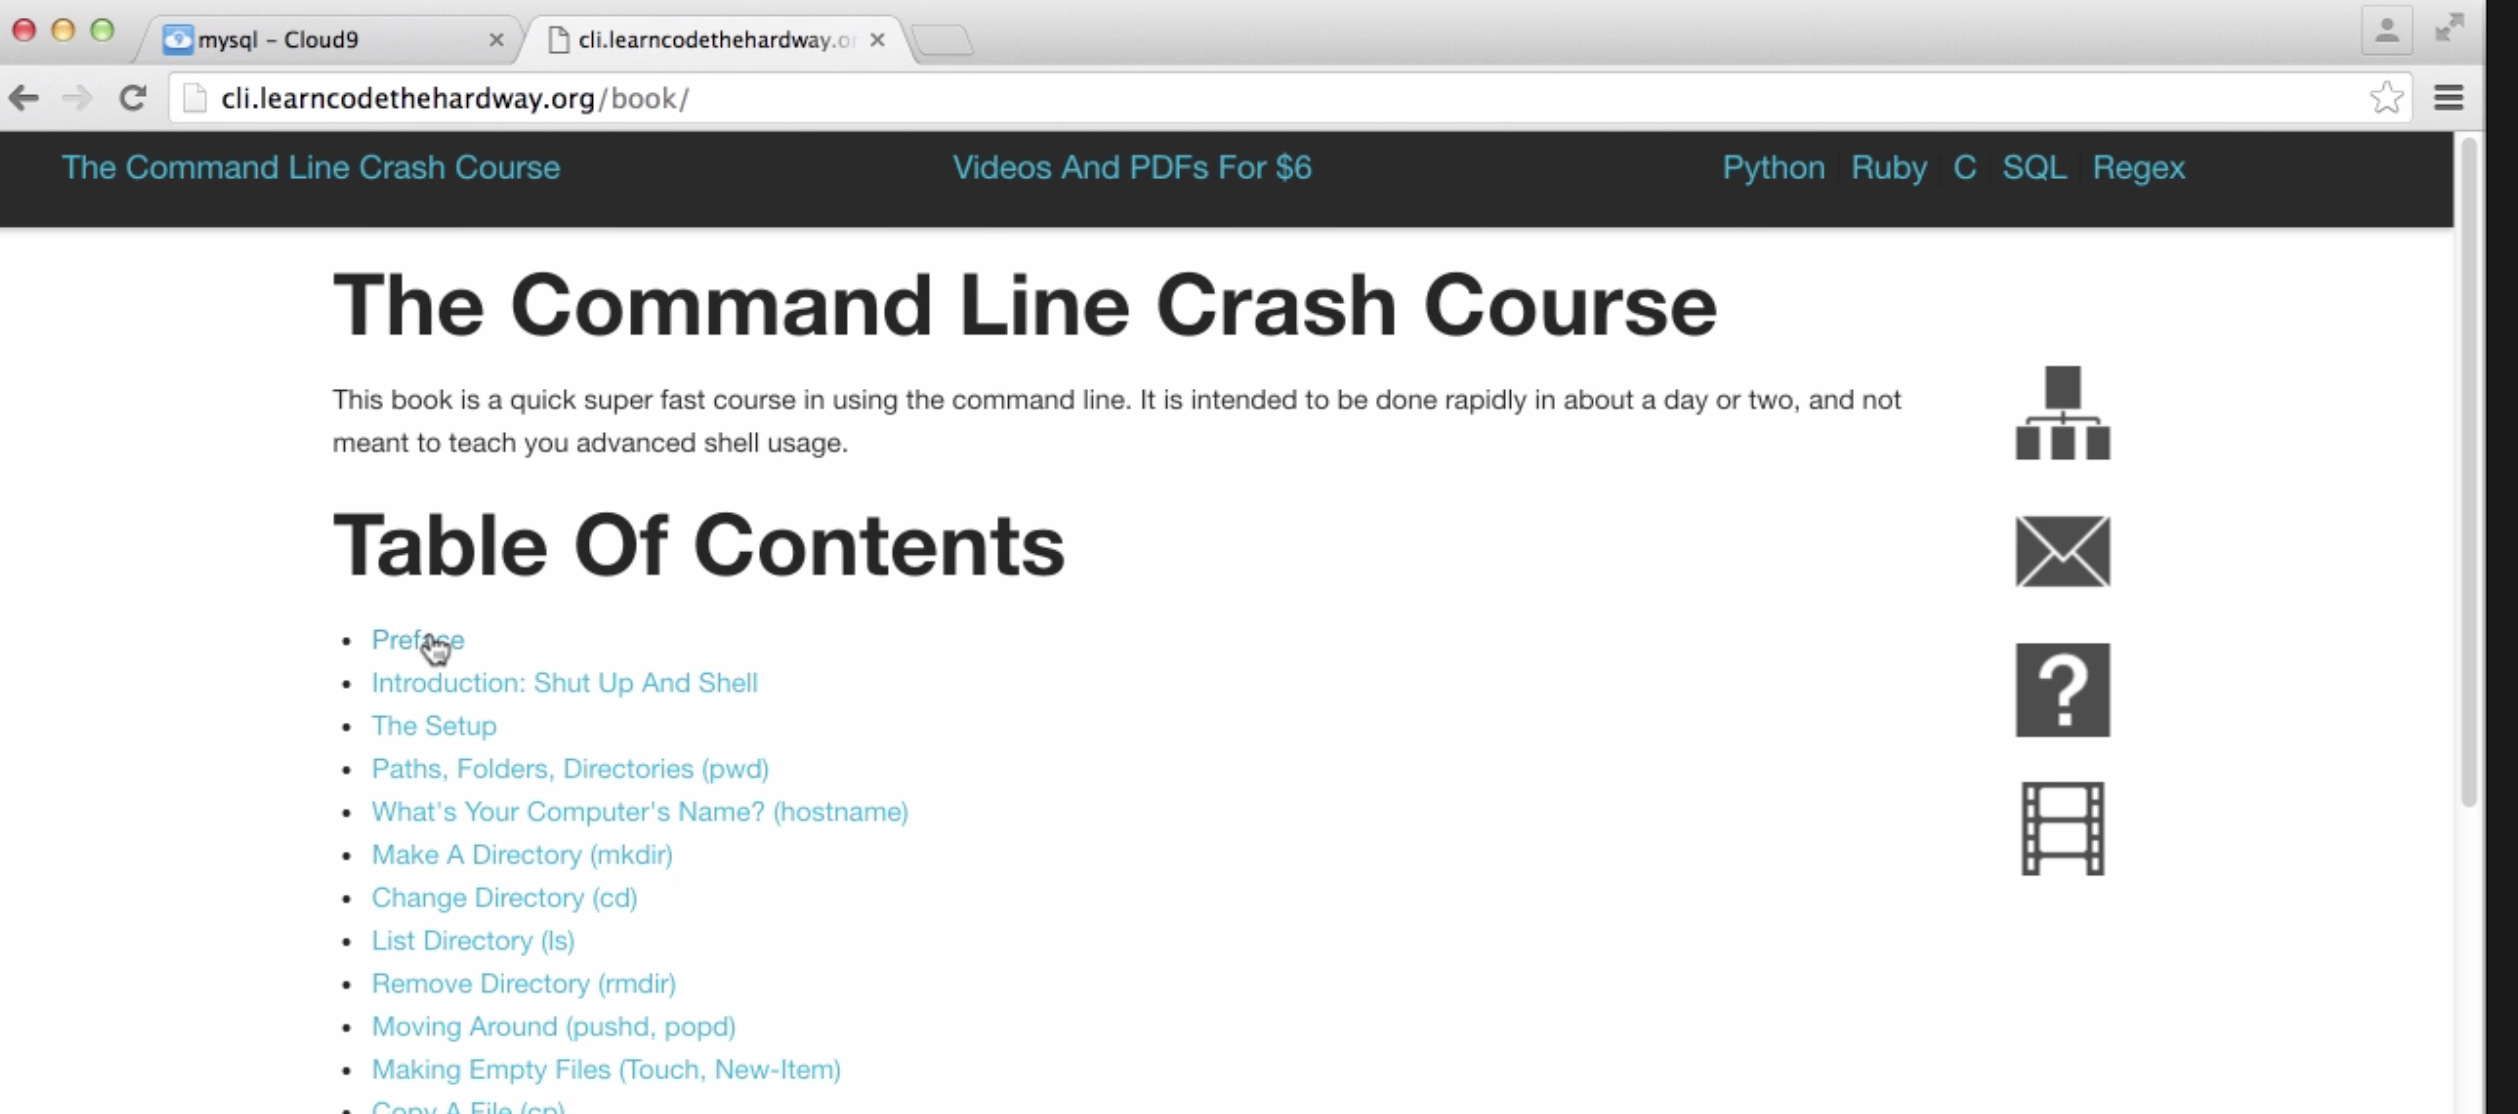 mysql - Cloud9
cli.learncodethehardway.or
cli.learncodethehardway.org/book/
The Command Line Crash Course
Videos And PDFs For $6
Python Ruby C SQL Regex
The Command Line Crash Course
This book is a quick super fast course in using the command line. It is intended to be done rapidly in about a day or two, and not
meant to teach you advanced shell usage.
Table Of Contents
• Preface
• Introduction: Shut Up And Shell
• The Setup
• Paths, Folders, Directories (pwd)
• What's Your Computer's Name? (hostname)
• Make A Directory (mkdir)
• Change Directory (cd)
• List Directory (ls)
• Remove Directory (rmdir)
• Moving Around (pushd, popd)
• Making Empty Files (Touch, New-Item)
• Copy A File (cp)